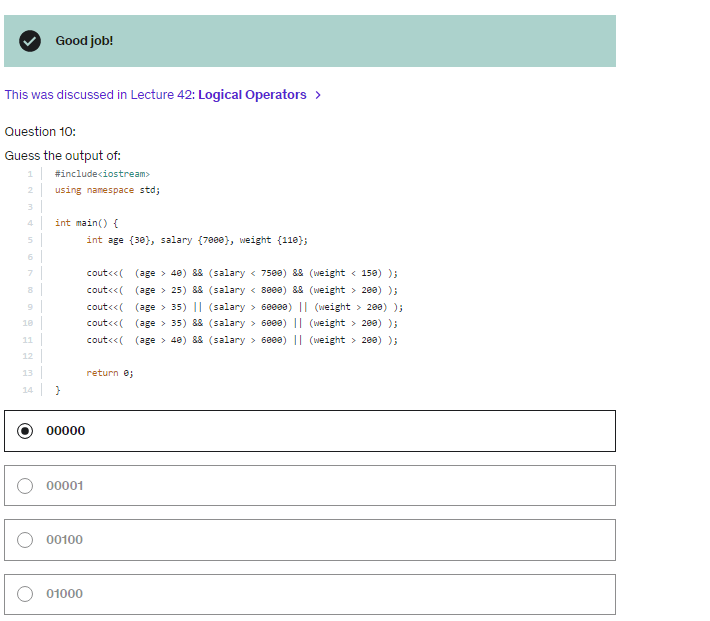 Good job!
This was discussed in Lecture 42: Logical Operators >
Question 10:
Guess the output of:
1 #include<iostream>
2 using namespace std;
3
4 int main() {
5 int age {30}, salary {7000}, weight {110};
6
7 cout<<( (age > 40) && (salary < 7500) && (weight < 150) );
8 cout<<( (age > 25) && (salary < 8000) && (weight > 200) );
9 cout<<( (age > 35) || (salary > 60000) || (weight > 200) );
10 cout<<( (age > 35) && (salary > 6000) || (weight > 200) );
11 cout<<( (age > 40) && (salary > 6000) || (weight > 200) );
12
13 return 0;
14 }
00000
00001
00100
01000